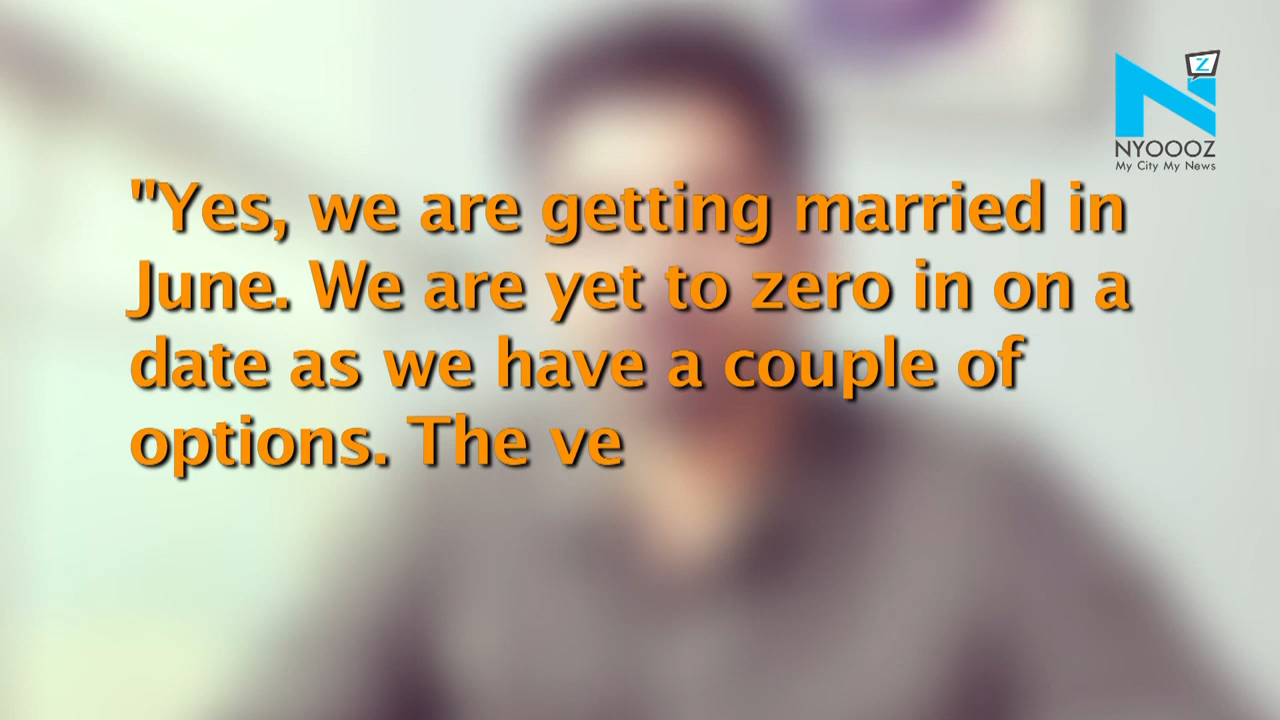 Z
NYOOOZ
My City My News
"Yes, we are getting married in
June. We are yet to zero in on a
date as we have a couple of
options. The ve